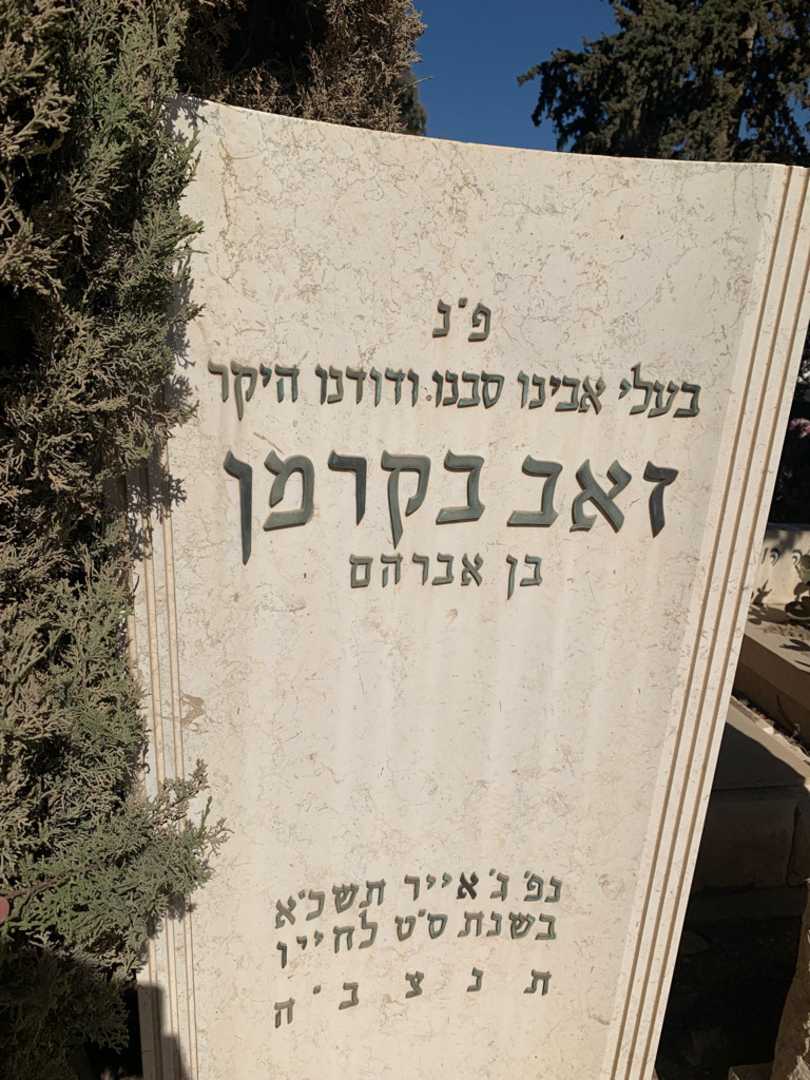 פ"נ
בעלי אבינו סבנו ודודנו היקר
זאב בקרמן
בן אברהם
נפ' ג' אייר תשכ"א
בשנת ס"ט לחייו
ת נ צ ב " ה